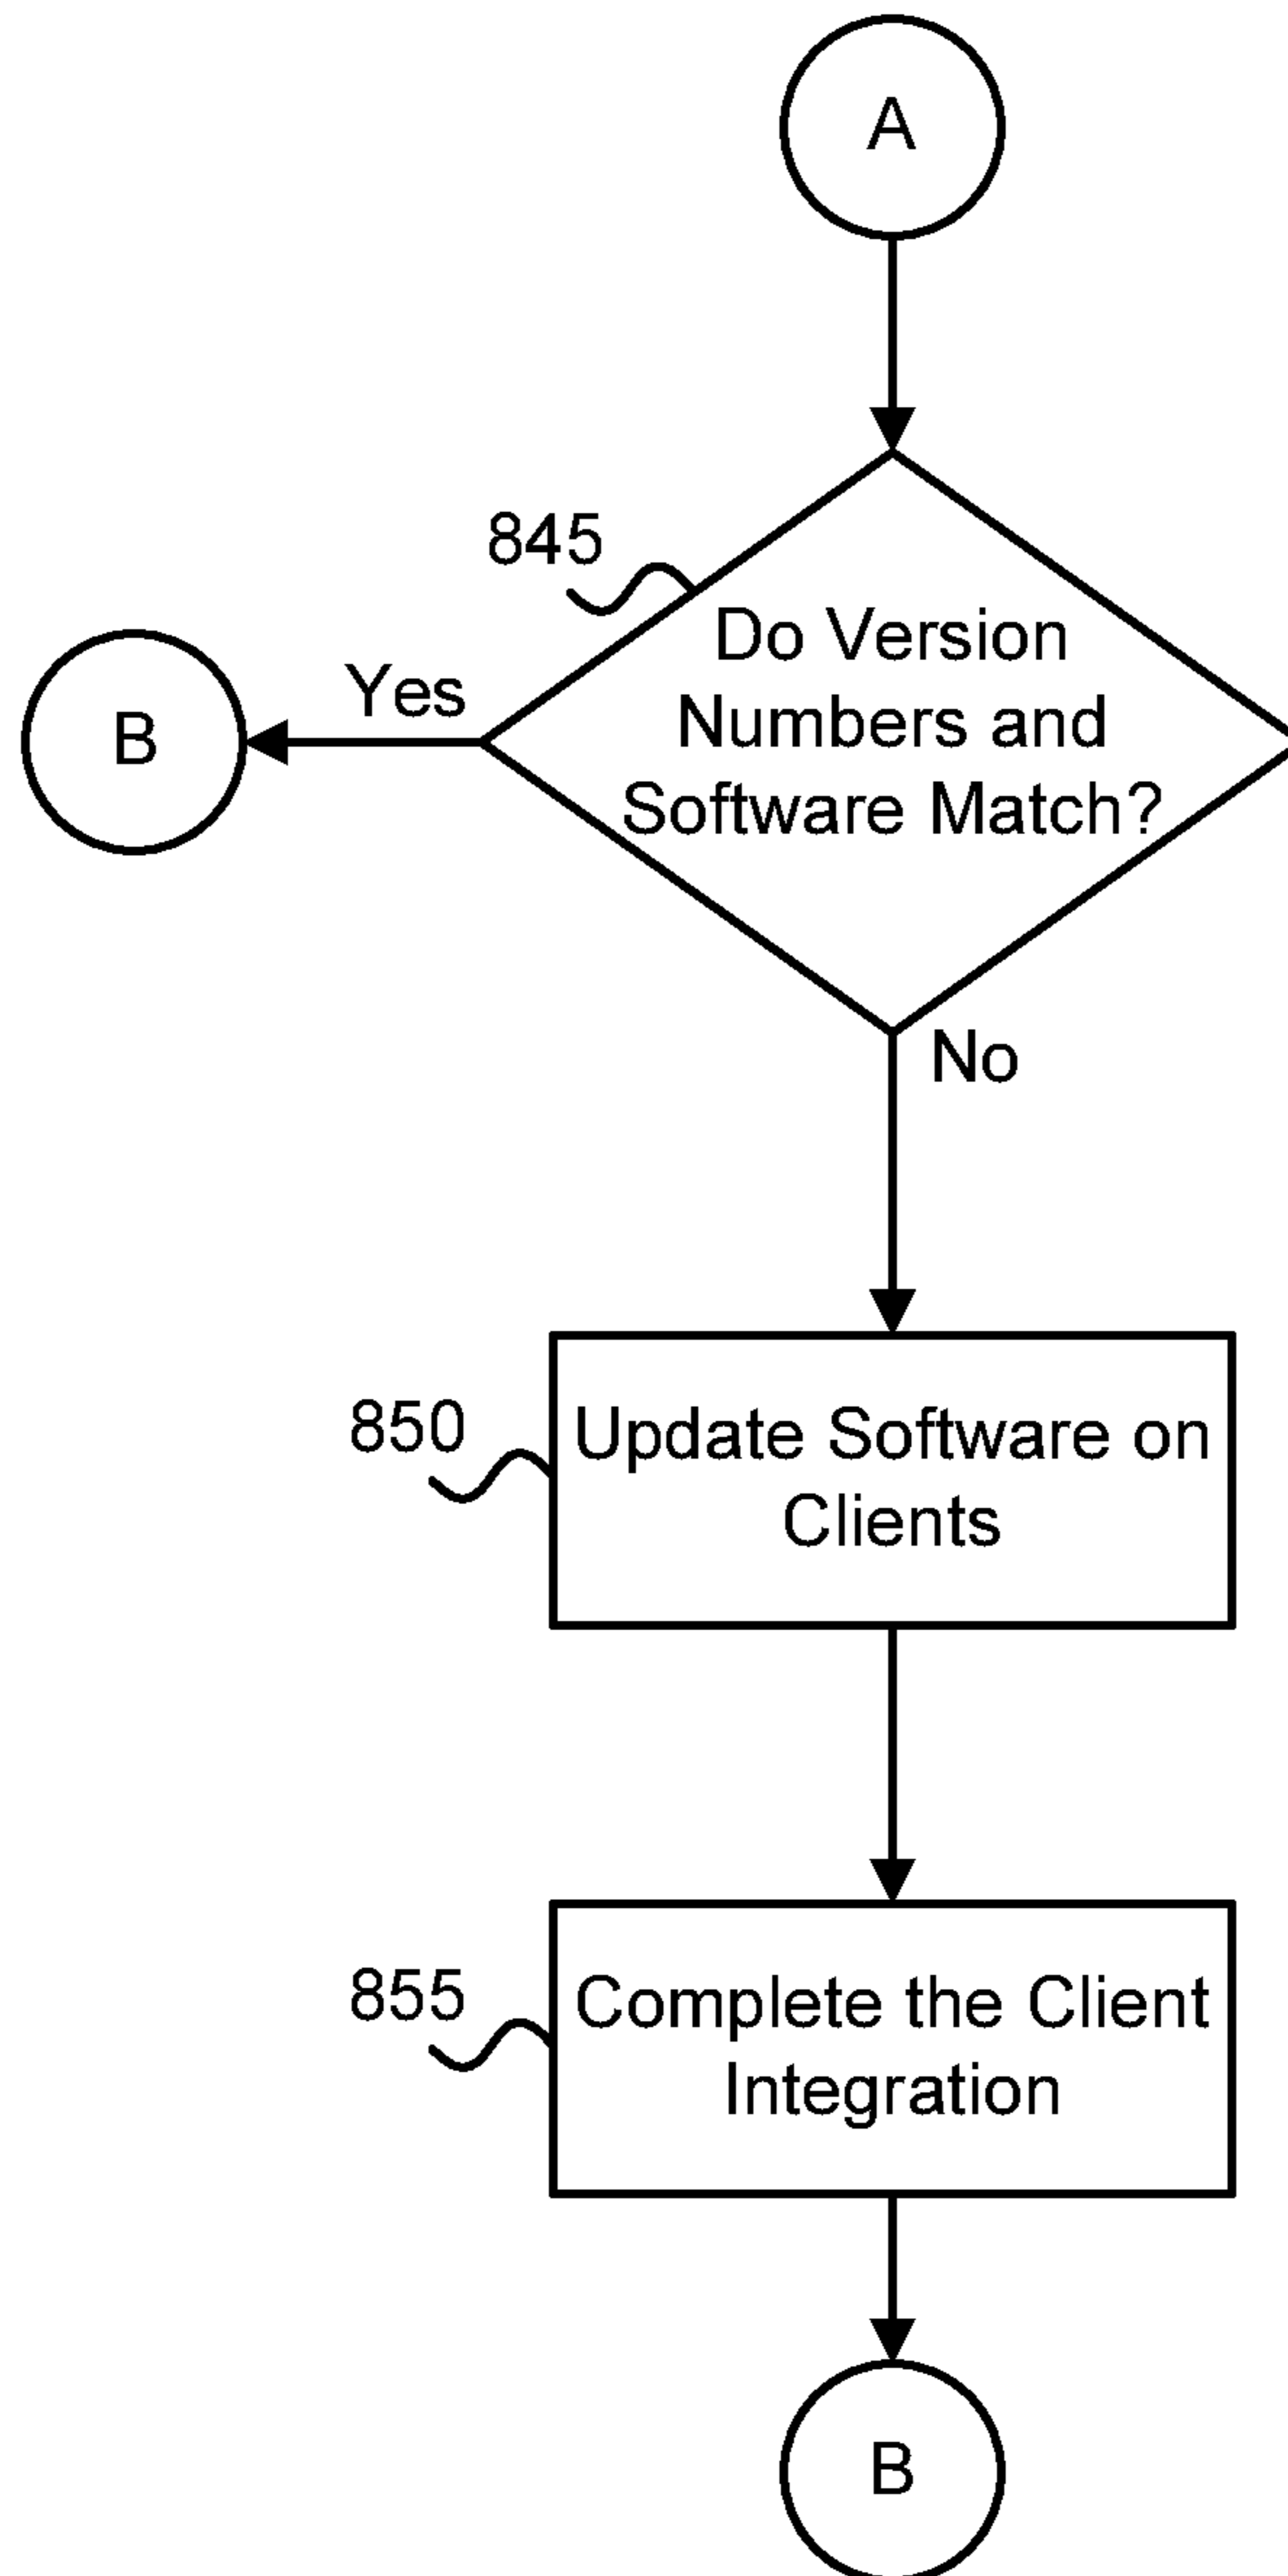 A
845
Do Version
Numbers and
Software Match?
Yes
B
No
850
Update Software on
Clients
855
Complete the Client
Integration
B